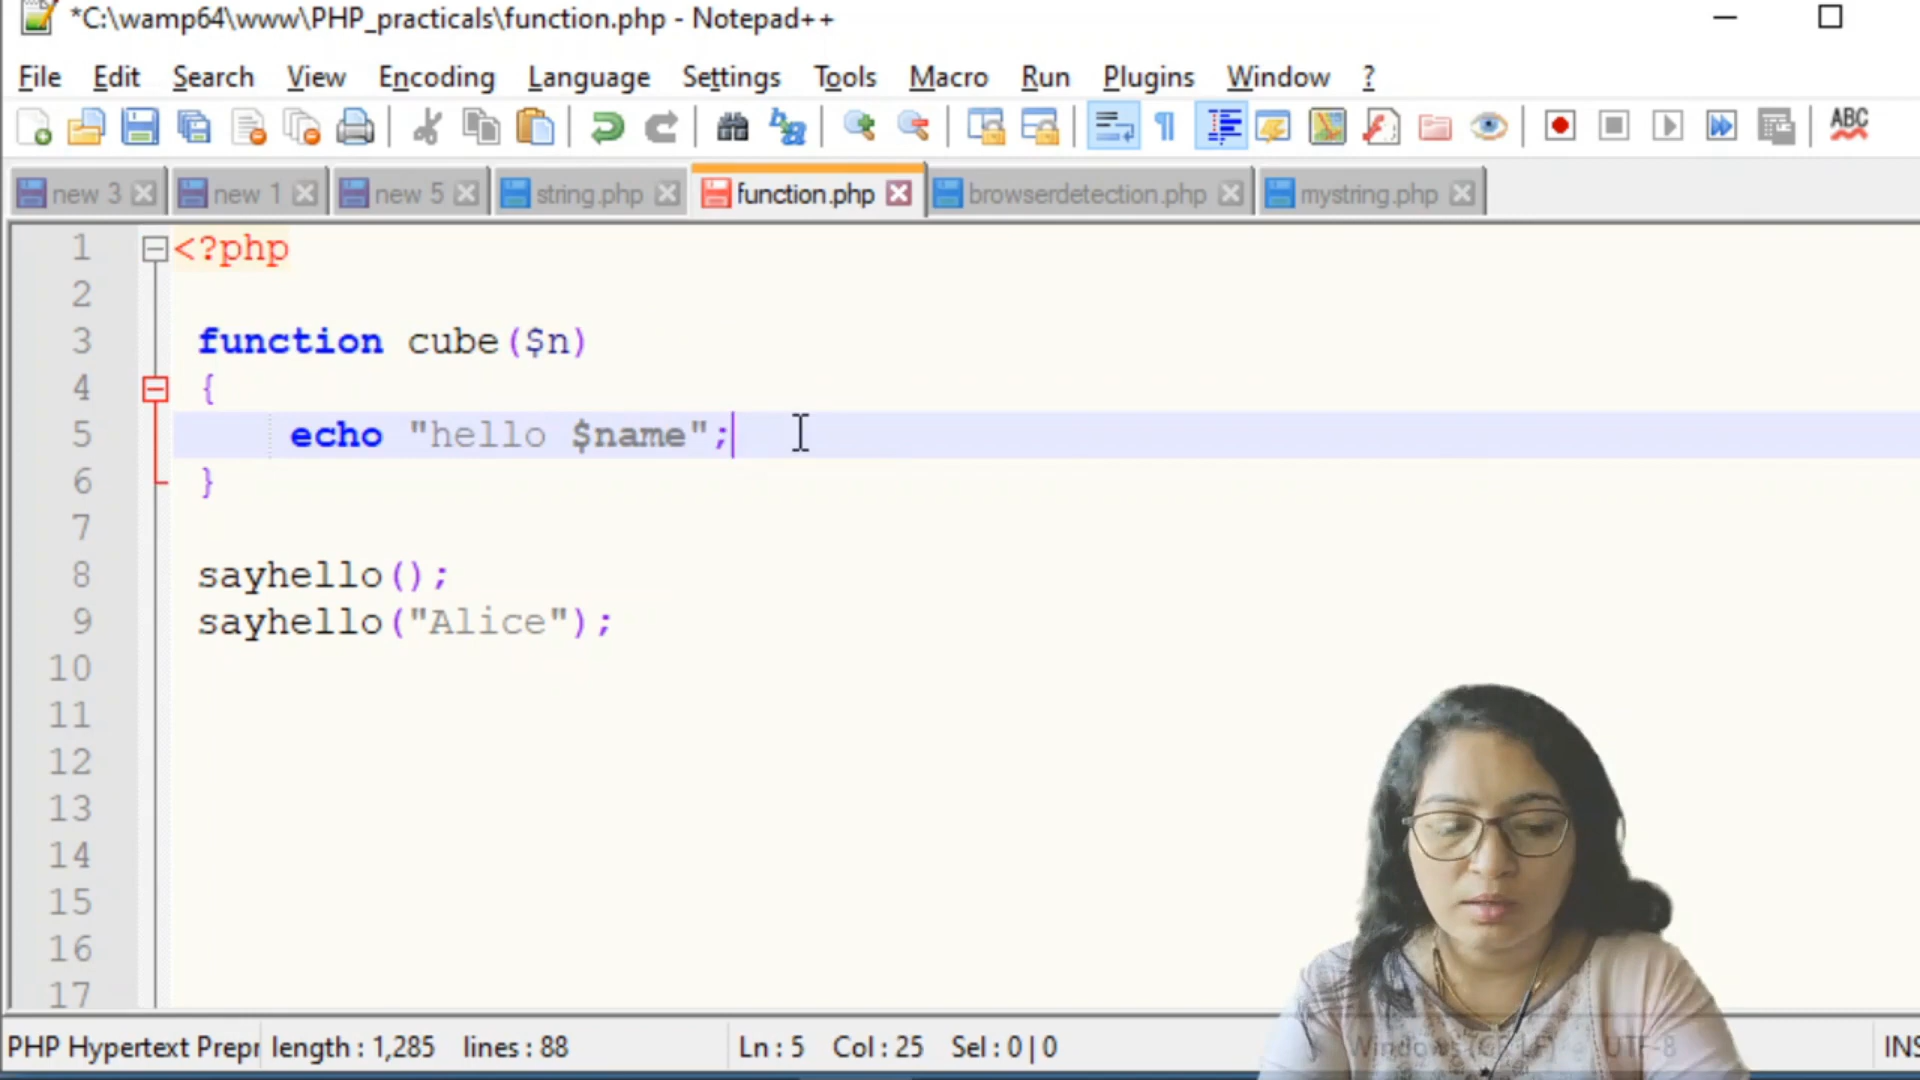 *C:\wamp64\www\PHP_practicals\function.php - Notepad++
File Edit Search View Encoding Language Settings Tools Macro Run Plugins Window ?
ABC
new 3 new 1 new 5 string.php function.php browserdetection.php mystring.php
1 <?php
2
3 function cube($n)
4 {
5 echo "hello $name";
6 }
7
8 sayhello();
9 sayhello("Alice");
10
11
12
13
14
15
16
17
PHP Hypertext Prepr length : 1,285 lines : 88 Ln : 5 Col : 25 Sel : 0 | 0 Windows (CR LF) UTF-8 INS